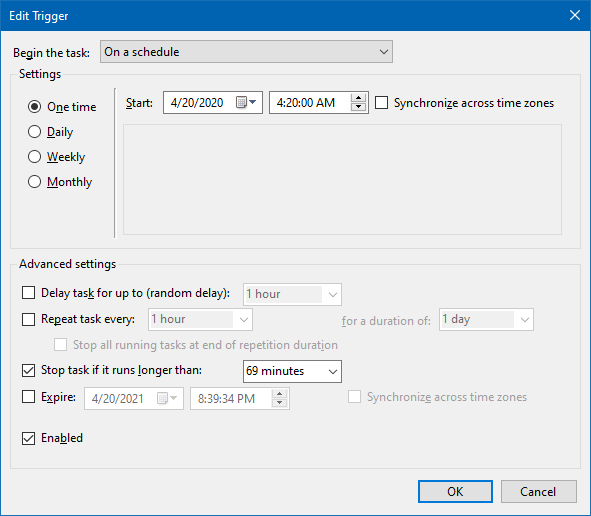 Edit Trigger
Begin the task: On a schedule
Settings
One time
Start: 4/20/2020 4:20:00 AM Synchronize across time zones
Daily
Weekly
Monthly
Advanced settings
Delay task for up to (random delay): 1 hour
Repeat task every: 1 hour for a duration of: 1 day
Stop all running tasks at end of repetition duration
Stop task if it runs longer than: 69 minutes
Expire: 4/20/2021 8:39:34 PM Synchronize across time zones
Enabled
OK Cancel